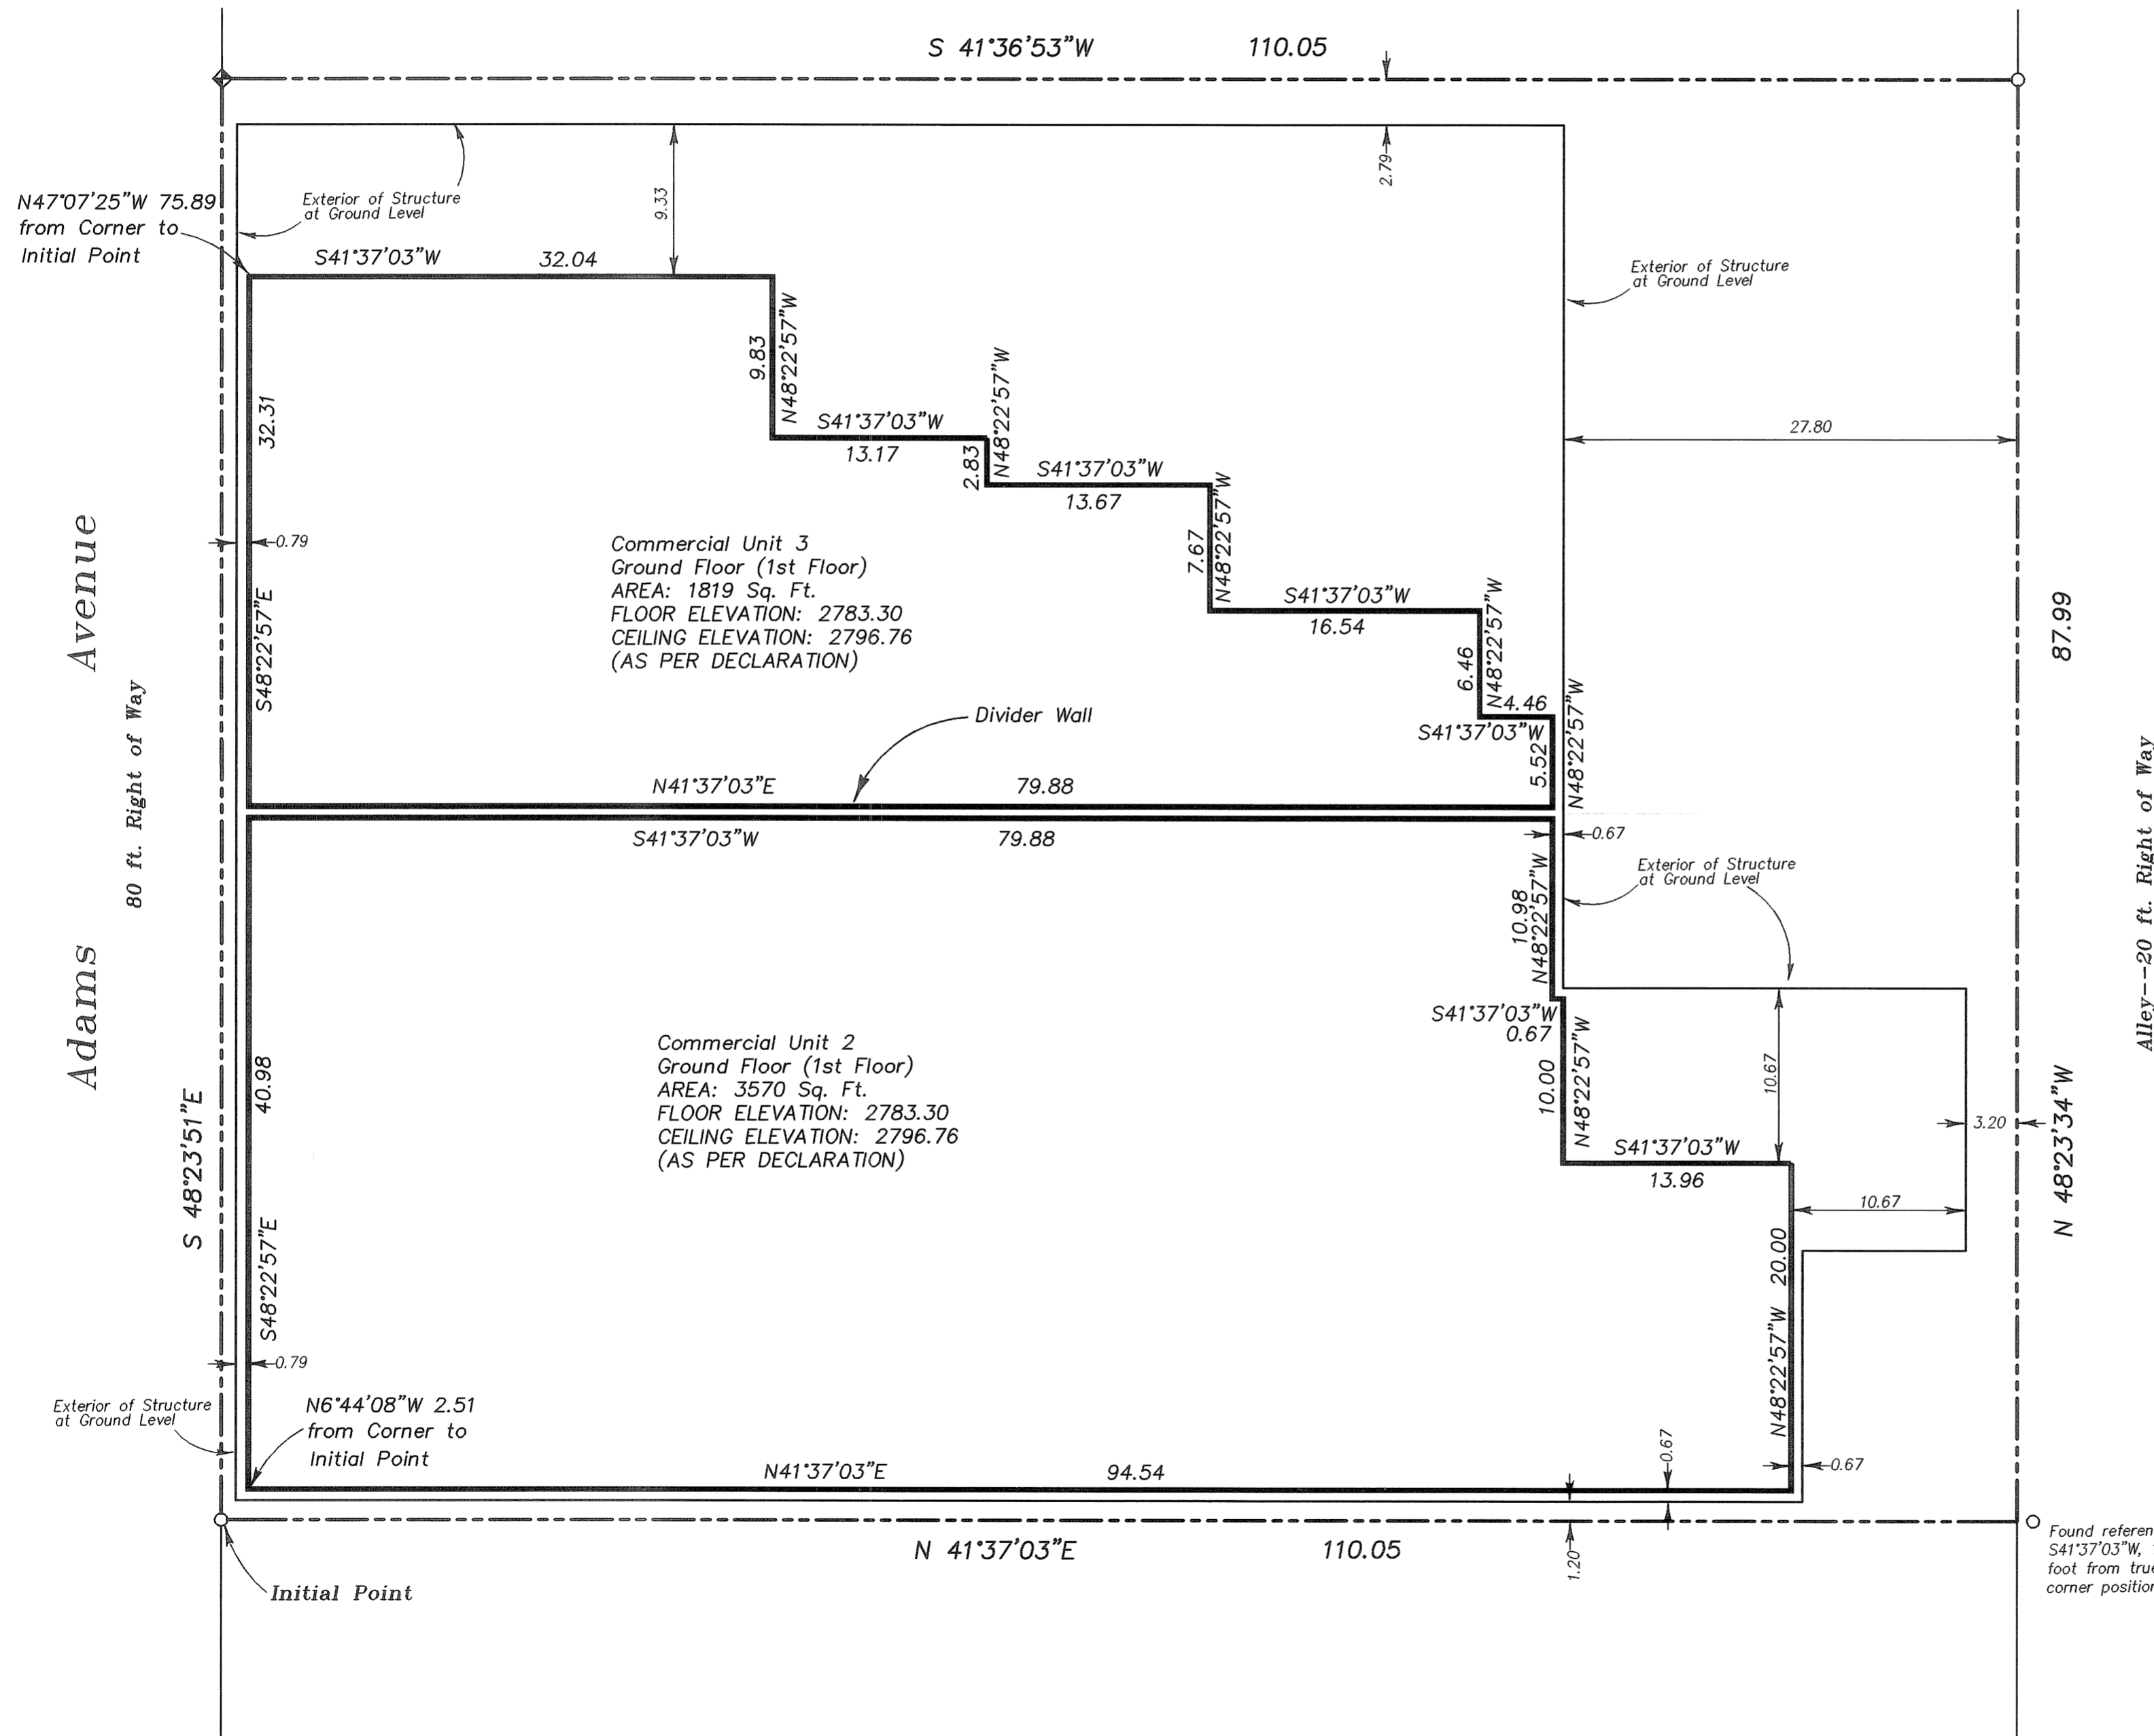 S 41°36'53"W 110.05
2.79
9.33
Exterior of Structure
at Ground Level
N47°07'25"W 75.89
from Corner to
Initial Point
S41°37'03"W 32.04
Exterior of Structure
at Ground Level
9.83
N48°22'57"W
32.31
S41°37'03"W
13.17
2.83
N48°22'57"W
27.80
S41°37'03"W
13.67
7.67
N48°22'57"W
0.79
Commercial Unit 3
Ground Floor (1st Floor)
AREA: 1819 Sq. Ft.
FLOOR ELEVATION: 2783.30
CEILING ELEVATION: 2796.76
(AS PER DECLARATION)
S48°22'57"E
S41°37'03"W
16.54
6.46
N48°22'57"W
87.99
4.46
S41°37'03"W
5.52
N48°22'57"W
Divider Wall
N41°37'03"E 79.88
S41°37'03"W 79.88
Adams Avenue
80 ft. Right of Way
Alley--20 ft. Right of Way
0.67
Exterior of Structure
at Ground Level
10.98
N48°22'57"W
S41°37'03"W
0.67
10.00
N48°22'57"W
10.67
Commercial Unit 2
Ground Floor (1st Floor)
AREA: 3570 Sq. Ft.
FLOOR ELEVATION: 2783.30
CEILING ELEVATION: 2796.76
(AS PER DECLARATION)
40.98
S 48°23'51"E
3.20
N 48°23'34"W
S41°37'03"W
13.96
10.67
S48°22'57"E
N48°22'57"W 20.00
0.79
Exterior of Structure
at Ground Level
N6°44'08"W 2.51
from Corner to
Initial Point
0.67
0.67
N41°37'03"E 94.54
N 41°37'03"E 110.05
1.20
Initial Point
Found referen
S41°37'03"W,
foot from true
corner position